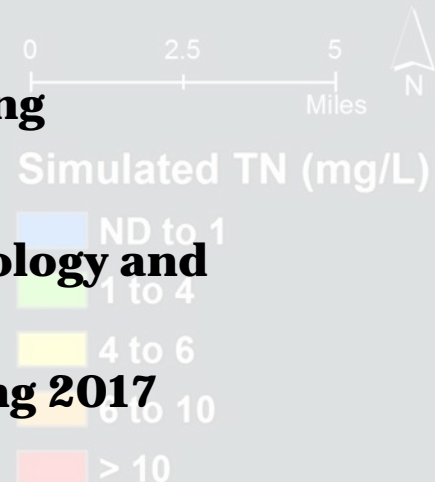 0 2.5 5
Miles
N
ng
Simulated TN (mg/L)
ND to 1
ology and
1 to 4
4 to 6
ng 2017
6 to 10
> 10